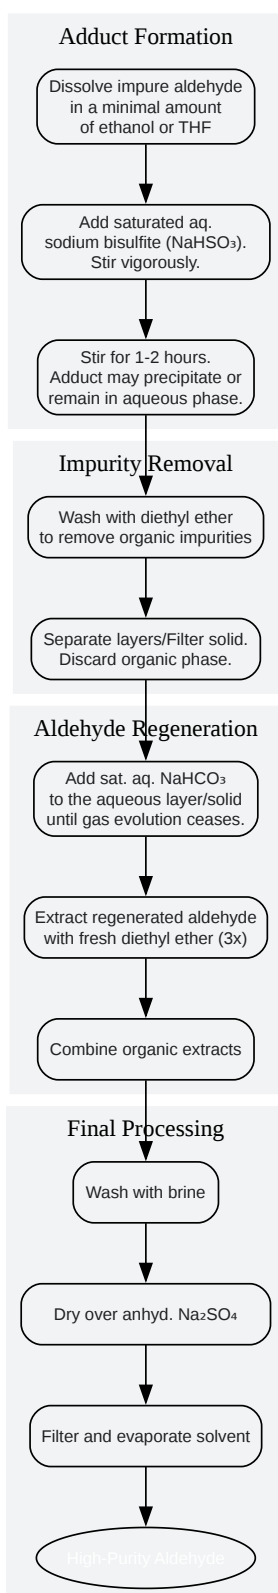 Adduct Formation
Dissolve impure aldehyde
in a minimal amount
of ethanol or THF
Add saturated aq.
sodium bisulfite (NaHSO₃).
Stir vigorously.
Stir for 1-2 hours.
Adduct may precipitate or
remain in aqueous phase.
Impurity Removal
Wash with diethyl ether
to remove organic impurities
Separate layers/Filter solid.
Discard organic phase.
Aldehyde Regeneration
Add sat. aq. NaHCO₃
to the aqueous layer/solid
until gas evolution ceases.
Extract regenerated aldehyde
with fresh diethyl ether (3x)
Combine organic extracts
Final Processing
Wash with brine
Dry over anhyd. Na₂SO₄
Filter and evaporate solvent
High-Purity Aldehyde